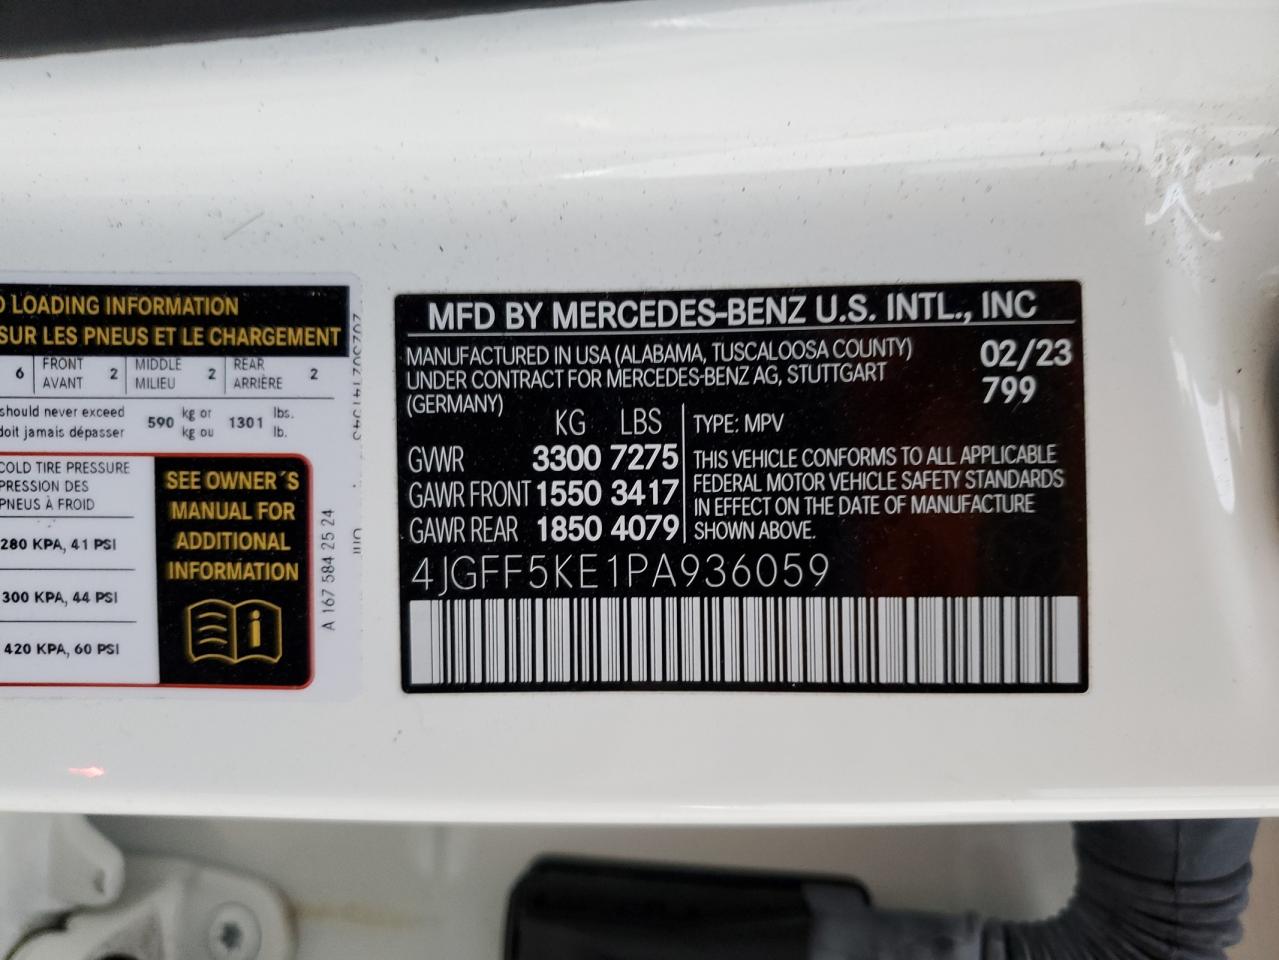 D LOADING INFORMATION
SUR LES PNEUS ET LE CHARGEMENT
6 FRONT AVANT 2 MIDDLE MILIEU 2 REAR ARRIÈRE 2
should never exceed 590 kg or 1301 lbs.
doit jamais dépasser kg ou lb.
COLD TIRE PRESSURE
PRESSION DES
PNEUS À FROID
280 KPA, 41 PSI
300 KPA, 44 PSI
420 KPA, 60 PSI
SEE OWNER´S
MANUAL FOR
ADDITIONAL
INFORMATION
i
A 167 584 25 24
MFD BY MERCEDES-BENZ U.S. INTL., INC
MANUFACTURED IN USA (ALABAMA, TUSCALOOSA COUNTY)
UNDER CONTRACT FOR MERCEDES-BENZ AG, STUTTGART
(GERMANY)
02/23
799
KG LBS
GVWR 3300 7275
GAWR FRONT 1550 3417
GAWR REAR 1850 4079
TYPE: MPV
THIS VEHICLE CONFORMS TO ALL APPLICABLE
FEDERAL MOTOR VEHICLE SAFETY STANDARDS
IN EFFECT ON THE DATE OF MANUFACTURE
SHOWN ABOVE.
4JGFF5KE1PA936059